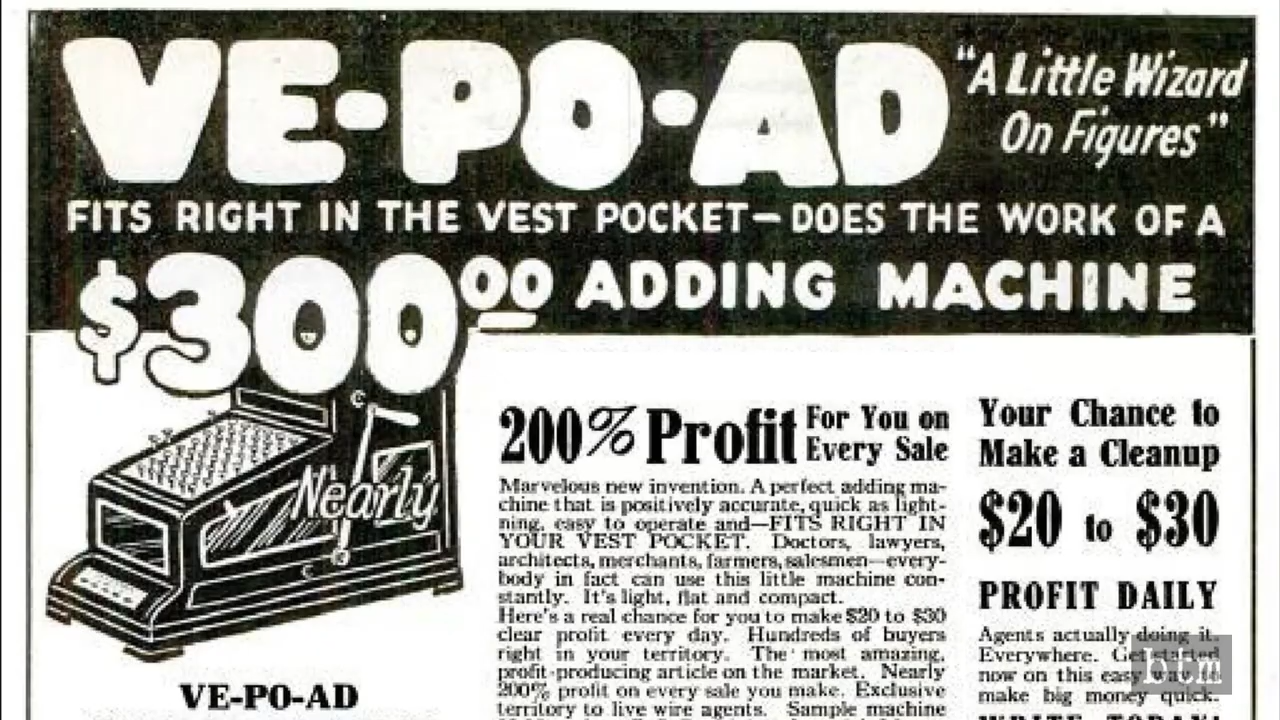 VE-PO-AD
"A Little Wizard
On Figures"
FITS RIGHT IN THE VEST POCKET—DOES THE WORK OF A
$300 00 ADDING MACHINE
Nearly
VE-PO-AD
200% Profit For You on
Every Sale
Marvelous new invention. A perfect adding ma-
chine that is positively accurate, quick as light-
ning, easy to operate and—FITS RIGHT IN
YOUR VEST POCKET. Doctors, lawyers,
architects, merchants, farmers, salesmen—every-
body in fact can use this little machine con-
stantly. It's light, flat and compact.
Here's a real chance for you to make $20 to $30
clear profit every day. Hundreds of buyers
right in your territory. The most amazing,
profit-producing article on the market. Nearly
200% profit on every sale you make. Exclusive
territory to live wire agents. Sample machine
Your Chance to
Make a Cleanup
$20 to $30
PROFIT DAILY
Agents actually doing it.
Everywhere. Get started
now on this easy way to
make big money quick.
WRITE TODAY
btm